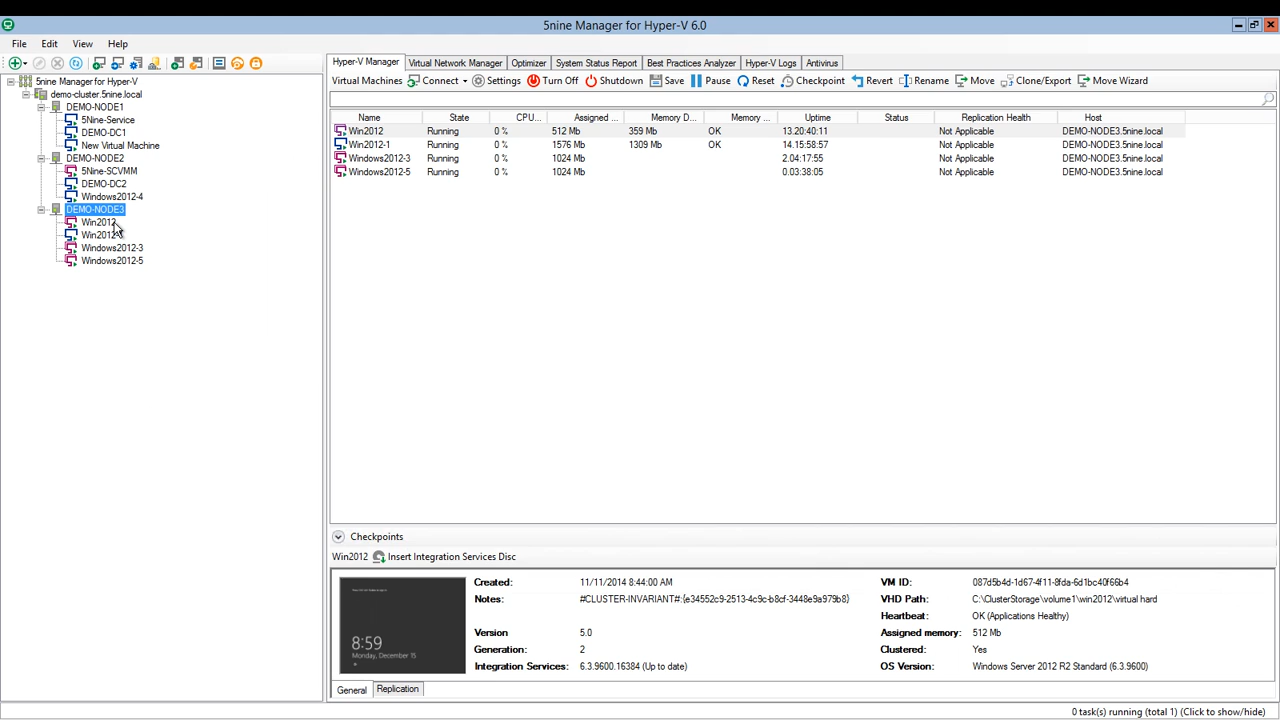 5nine Manager for Hyper-V 6.0
File Edit View Help
5nine Manager for Hyper-V
demo-cluster.5nine.local
DEMO-NODE1
5Nine-Service
DEMO-DC1
New Virtual Machine
DEMO-NODE2
5Nine-SCVMM
DEMO-DC2
Windows2012-4
DEMO-NODE3
Win2012
Win2012-
Windows2012-3
Windows2012-5
Hyper-V Manager Virtual Network Manager Optimizer System Status Report Best Practices Analyzer Hyper-V Logs Antivirus
Virtual Machines Connect Settings Turn Off Shutdown Save Pause Reset Checkpoint Revert Rename Move Clone/Export Move Wizard
Name State CPU... Assigned ... Memory D... Memory ... Uptime Status Replication Health Host
Win2012 Running 0 % 512 Mb 359 Mb OK 13.20:40:11 Not Applicable DEMO-NODE3.5nine.local
Win2012-1 Running 0 % 1576 Mb 1309 Mb OK 14.15:58:57 Not Applicable DEMO-NODE3.5nine.local
Windows2012-3 Running 0 % 1024 Mb 2.04:17:55 Not Applicable DEMO-NODE3.5nine.local
Windows2012-5 Running 0 % 1024 Mb 0.03:38:05 Not Applicable DEMO-NODE3.5nine.local
Checkpoints
Win2012 Insert Integration Services Disc
8:59
Monday, December 15
Created: 11/11/2014 8:44:00 AM
Notes: #CLUSTER-INVARIANT#:{e34552c9-2513-4c9c-b8cf-3448e9a979b8}
Version 5.0
Generation: 2
Integration Services: 6.3.9600.16384 (Up to date)
VM ID: 087d5b4d-1d67-4f11-8fda-6d1bc40f66b4
VHD Path: C:\ClusterStorage\volume1\win2012\virtual hard
Heartbeat: OK (Applications Healthy)
Assigned memory: 512 Mb
Clustered: Yes
OS Version: Windows Server 2012 R2 Standard (6.3.9600)
General Replication
0 task(s) running (total 1) (Click to show/hide)